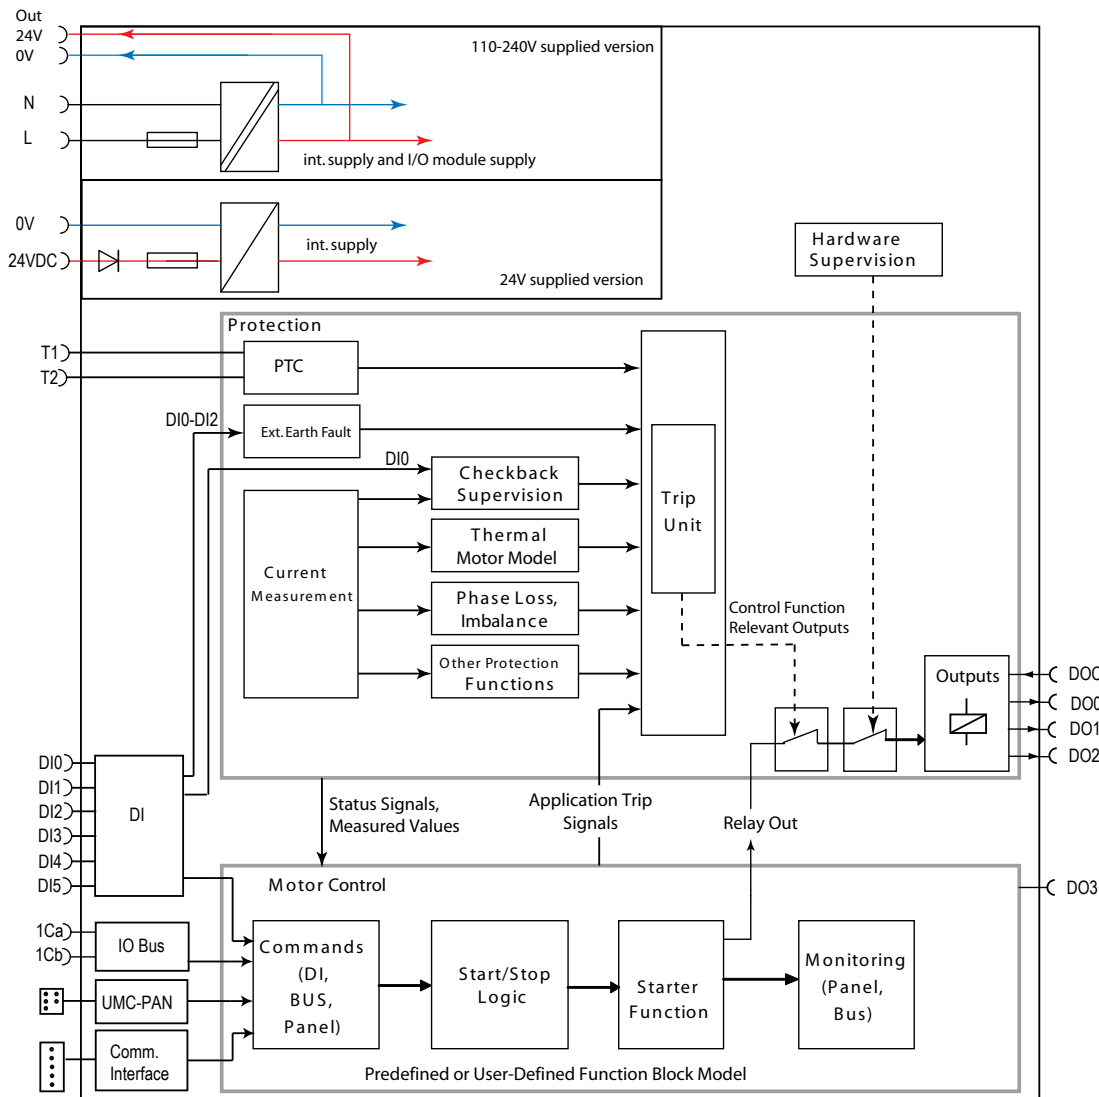 Out
24V
0V
110-240V supplied version
N
L
int. supply and I/O module supply
0V
24VDC
int. supply
24V supplied version
Hardware
Supervision
Protection
T1
T2
PTC
DI0-DI2
Ext. Earth Fault
DI0
Checkback
Supervision
Trip
Unit
Thermal
Motor Model
Current
Measurement
Phase Loss,
Imbalance
Control Function
Relevant Outputs
Other Protection
Functions
Outputs
DOC
DO0
DO1
DO2
DI0
DI1
DI2
DI3
DI4
DI5
DI
Status Signals,
Measured Values
Application Trip
Signals
Relay Out
Motor Control
DO3
1Ca
1Cb
IO Bus
UMC-PAN
Comm.
Interface
Commands
(DI,
BUS,
Panel)
Start/Stop
Logic
Starter
Function
Monitoring
(Panel,
Bus)
Predefined or User-Defined Function Block Model